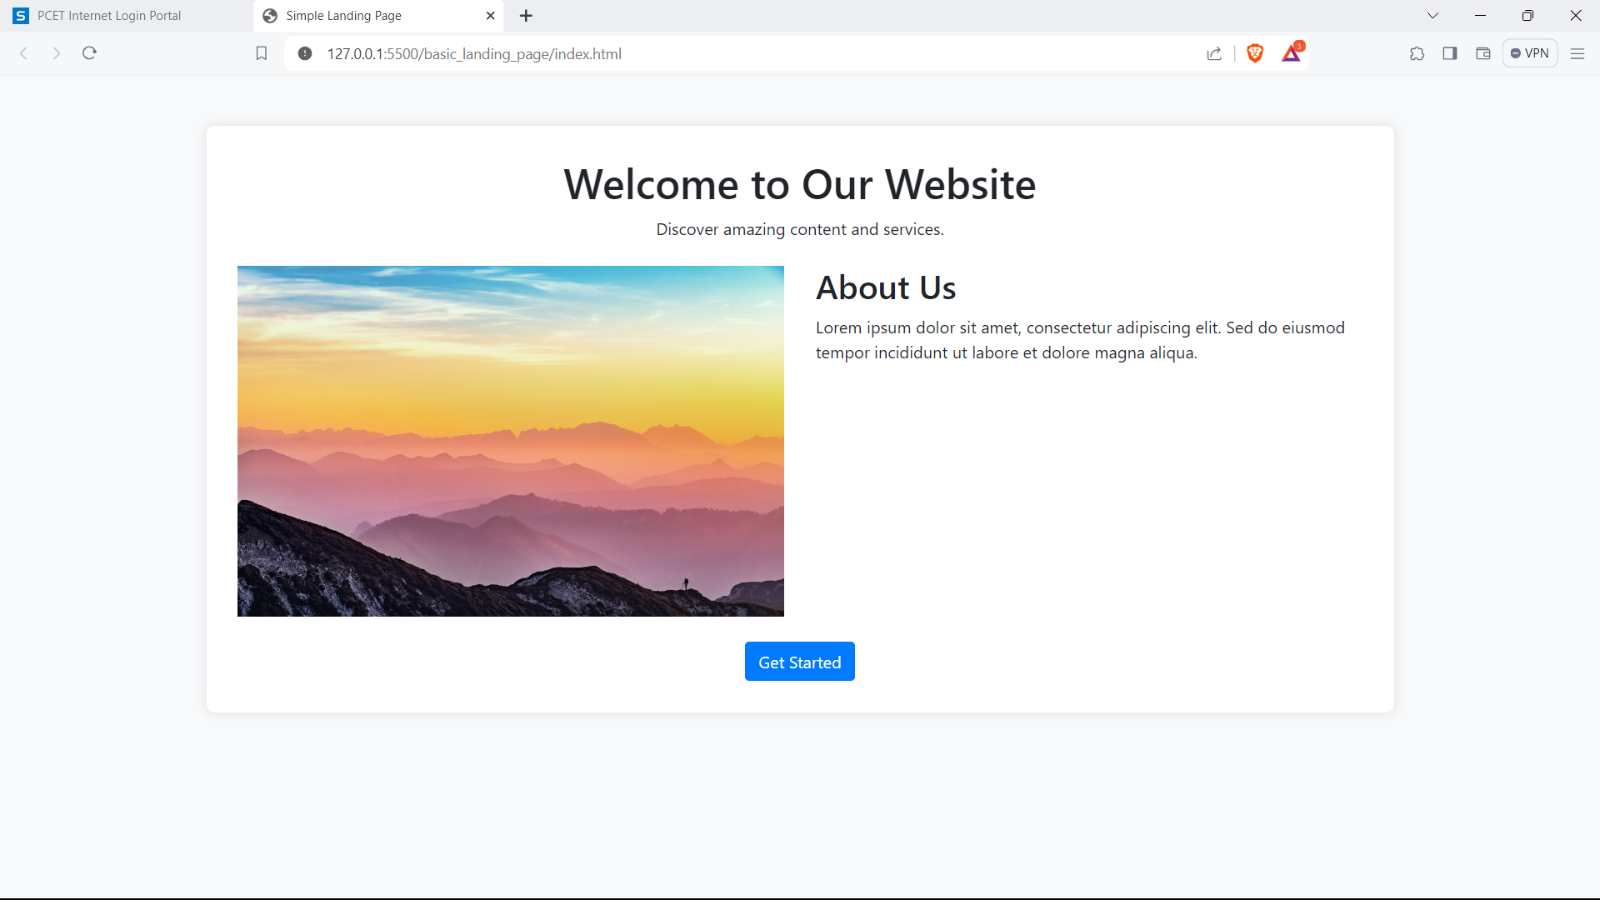 PCET Internet Login Portal
Simple Landing Page
127.0.0.1:5500/basic_landing_page/index.html
3
VPN
Welcome to Our Website
Discover amazing content and services.
About Us
Lorem ipsum dolor sit amet, consectetur adipiscing elit. Sed do eiusmod
tempor incididunt ut labore et dolore magna aliqua.
Get Started